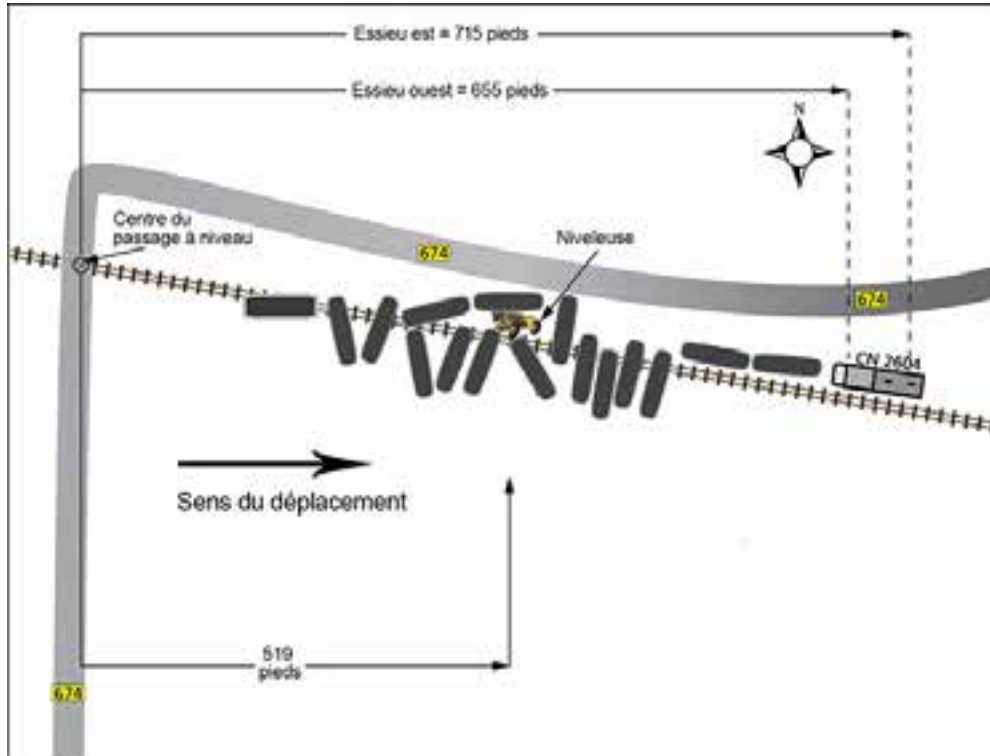 Essieu est = 715 pieds
Essieu ouest = 655 pieds
N
Centre du
passage à niveau
Niveleuse
674
674
CN 2604
Sens du déplacement
519
pieds
674